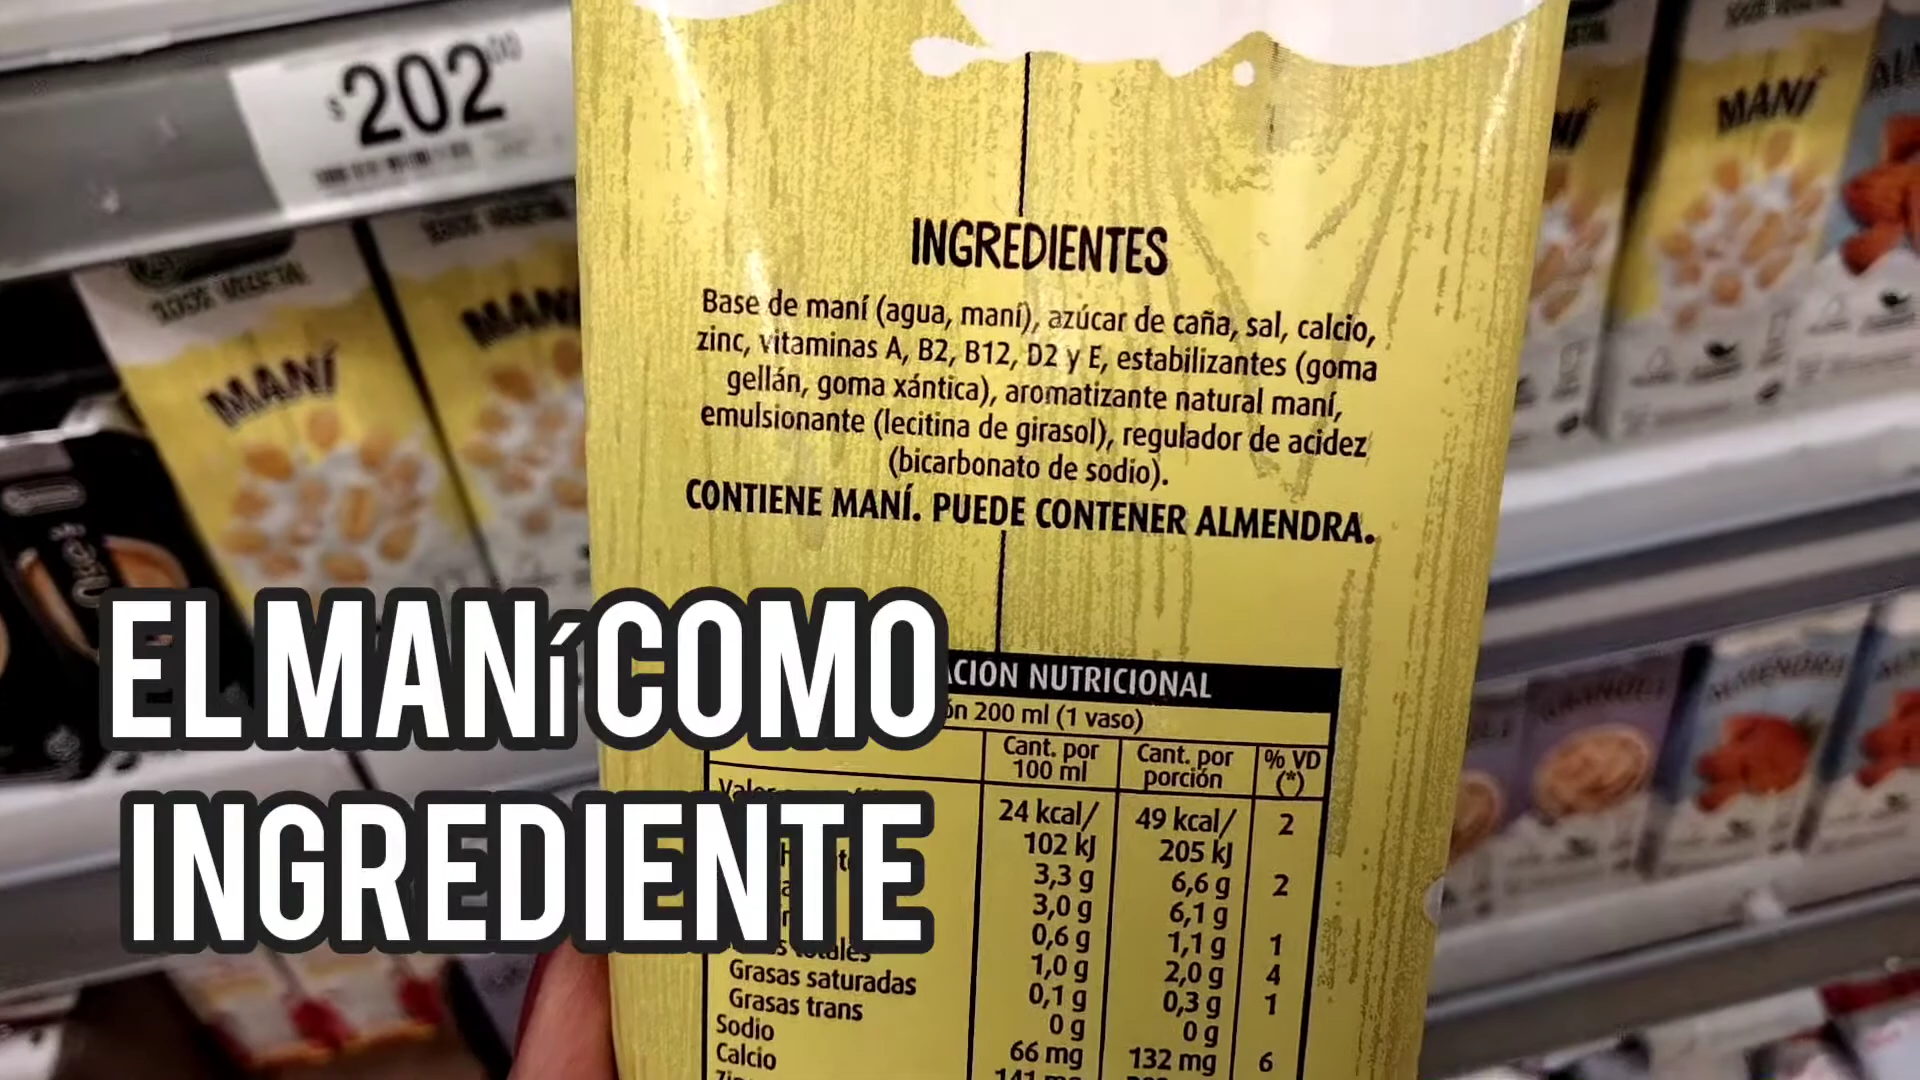 $202
100% VEGETAL
MANÍ
MANÍ
MANÍ
ALMENDRA
INGREDIENTES
Base de maní (agua, maní), azúcar de caña, sal, calcio,
zinc, vitaminas A, B2, B12, D2 y E, estabilizantes (goma
gellán, goma xántica), aromatizante natural maní,
emulsionante (lecitina de girasol), regulador de acidez
(bicarbonato de sodio).
CONTIENE MANÍ. PUEDE CONTENER ALMENDRA.
EL MANí COMO
INGREDIENTE
CION NUTRICIONAL
ón 200 ml (1 vaso)
Cant. por 100 ml Cant. por porción % VD (*)
24 kcal/ 49 kcal/ 2
102 kJ 205 kJ
3,3 g 6,6 g 2
3,0 g 6,1 g
0,6 g 1,1 g 1
1,0 g 2,0 g 4
Grasas saturadas 0,1 g 0,3 g 1
Grasas trans 0 g 0 g
Sodio 66 mg 132 mg 6
Calcio